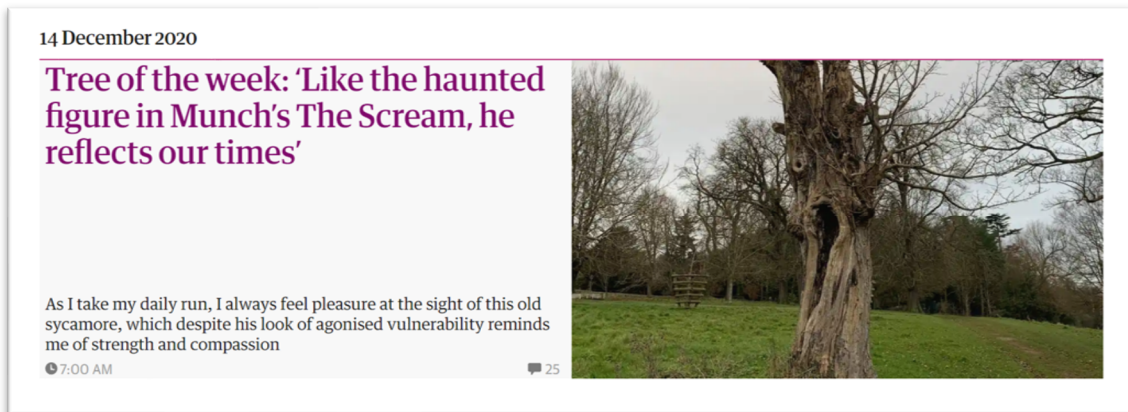 14 December 2020
Tree of the week: ‘Like the haunted
figure in Munch’s The Scream, he
reflects our times’
As I take my daily run, I always feel pleasure at the sight of this old
sycamore, which despite his look of agonised vulnerability reminds
me of strength and compassion
7:00 AM
25